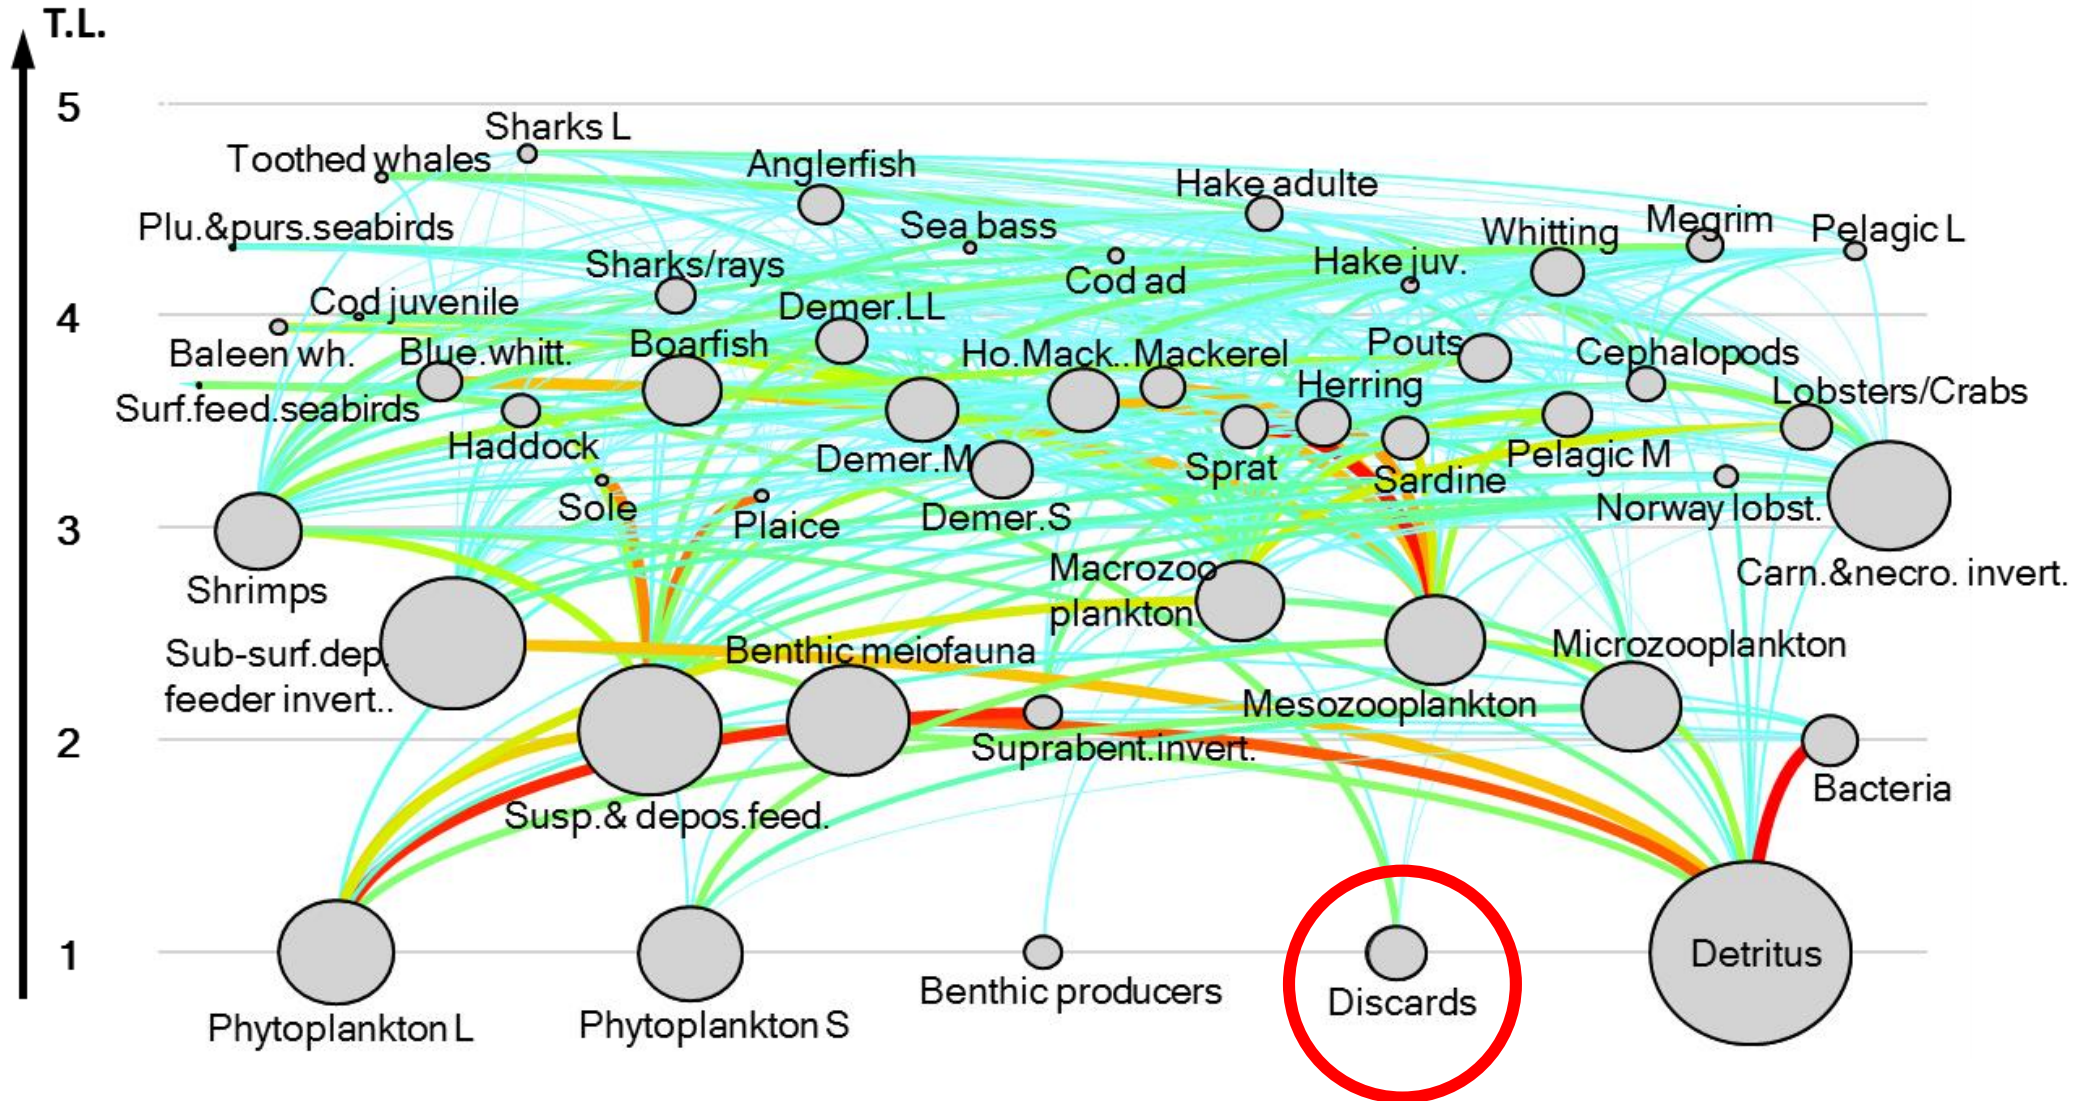 T.L.
5
Sharks L
Toothed whales
Anglerfish
Hake adulte
Plu.&purs.seabirds
Sea bass
Whitting
Megrim
Pelagic L
Sharks/rays
Cod ad
Hake juv.
4
Cod juvenile
Demer.LL
Baleen wh.
Blue.whitt.
Boarfish
Ho.Mack..
Mackerel
Pouts
Cephalopods
Surf.feed.seabirds
Herring
Lobsters/Crabs
Haddock
Demer.M
Sprat
Sardine
Pelagic M
Sole
Plaice
Demer.S
Norway lobst.
3
Shrimps
Macrozoo
plankton
Carn.&necro. invert.
Sub-surf.dep.
feeder invert..
Benthic meiofauna
Microzooplankton
Mesozooplankton
2
Suprabent.invert.
Bacteria
Susp.& depos.feed.
1
Detritus
Benthic producers
Discards
Phytoplankton L
Phytoplankton S